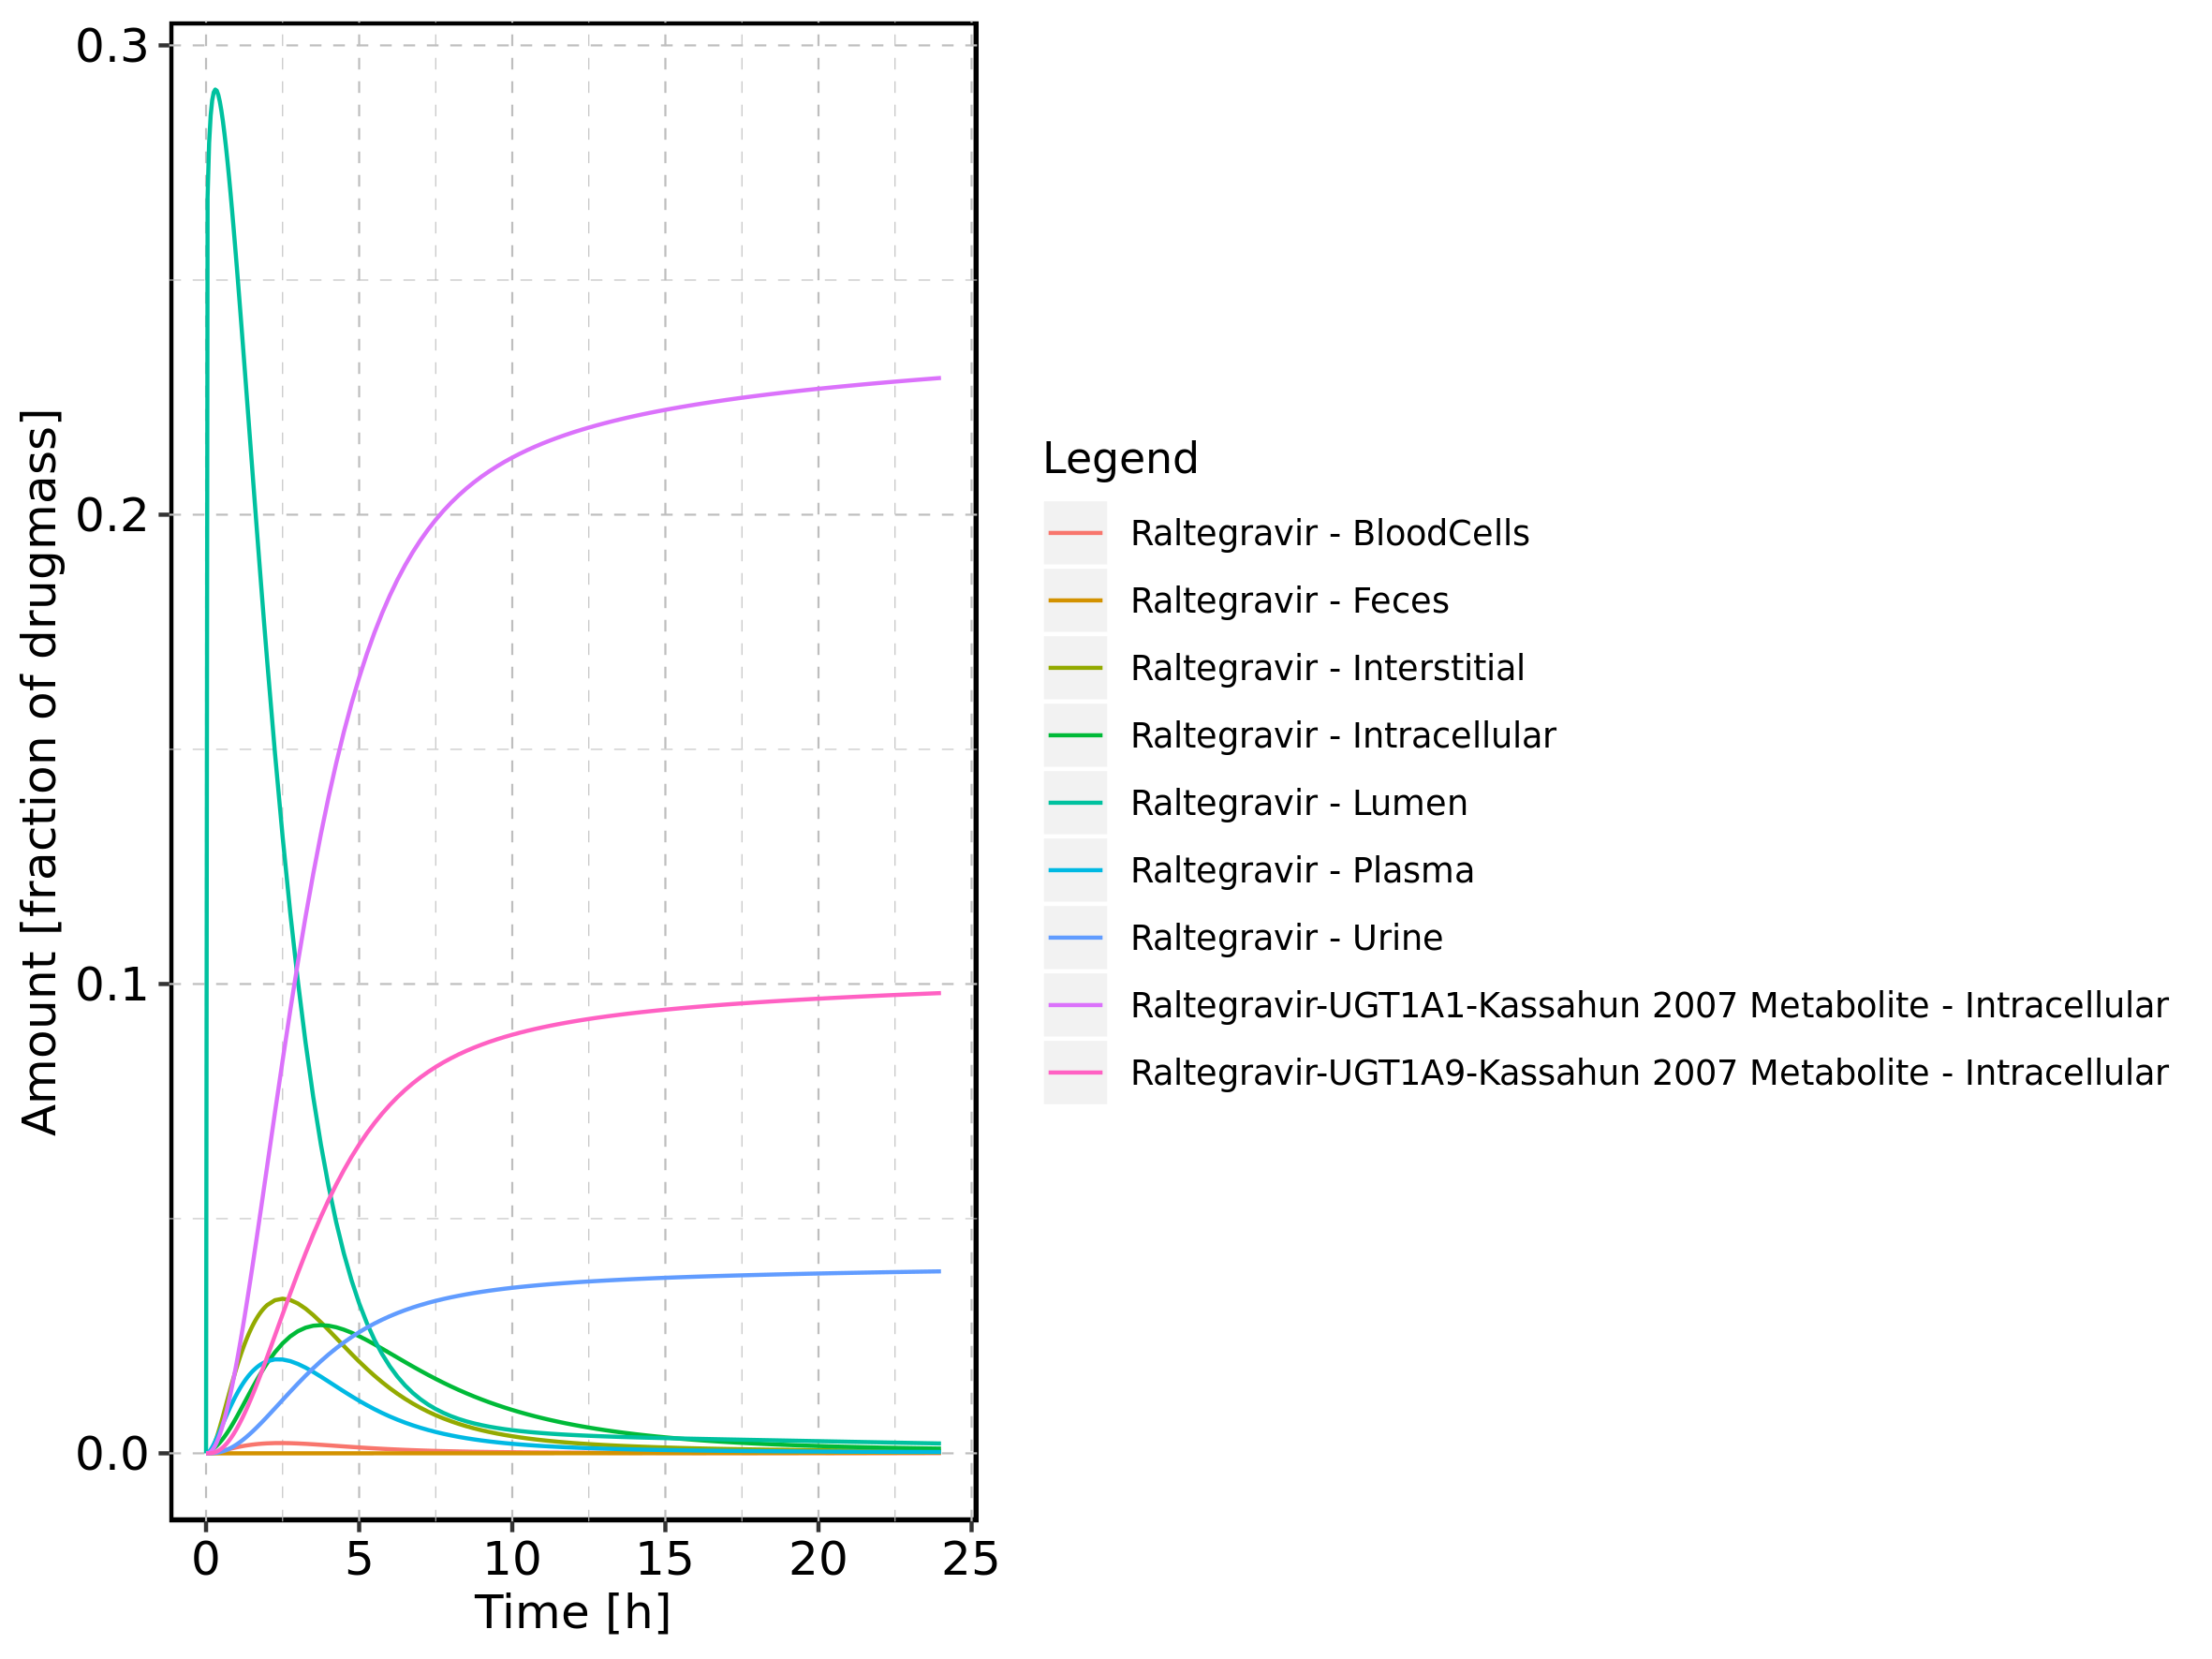 0.3
0.2
0.1
0.0
Amount [fraction of drugmass]
0 5 10 15 20 25
Time [h]
Legend
Raltegravir - BloodCells
Raltegravir - Feces
Raltegravir - Interstitial
Raltegravir - Intracellular
Raltegravir - Lumen
Raltegravir - Plasma
Raltegravir - Urine
Raltegravir-UGT1A1-Kassahun 2007 Metabolite - Intracellular
Raltegravir-UGT1A9-Kassahun 2007 Metabolite - Intracellular